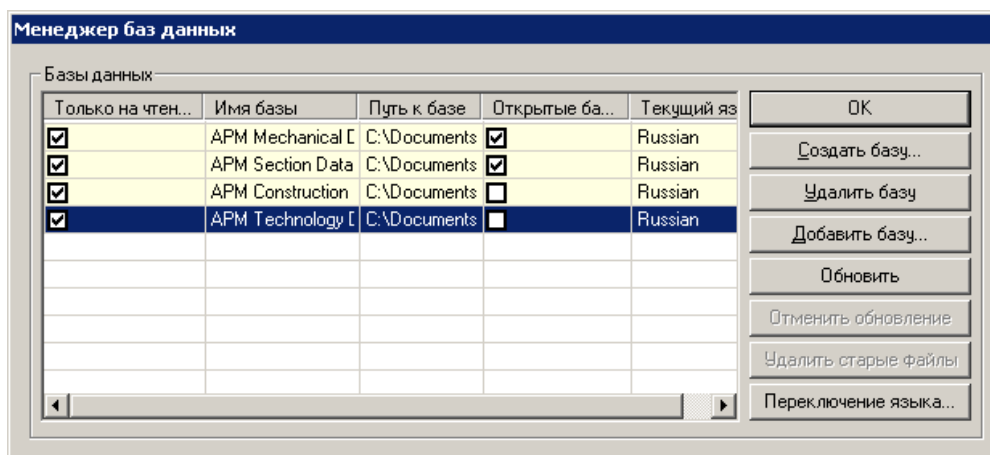 Менеджер баз данных
Базы данных
Только на чтен... Имя базы Путь к базе Открытые ба... Текущий яз
APM Mechanical D C:\Documents Russian
APM Section Data C:\Documents Russian
APM Construction C:\Documents Russian
APM Technology D C:\Documents Russian
OK
Создать базу...
Удалить базу
Добавить базу...
Обновить
Отменить обновление
Удалить старые файлы
Переключение языка...